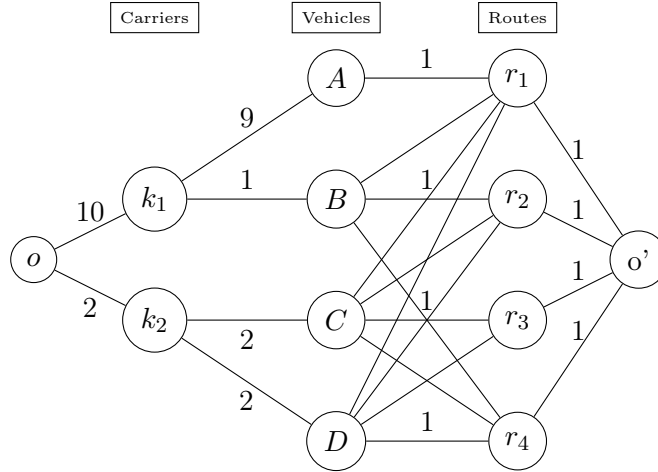 Carriers Vehicles Routes
A 1 r1
9 1
k1 1 B 1 r2
10 1
o o'
2 1
k2 2 C 1 r3
1
2
D 1 r4